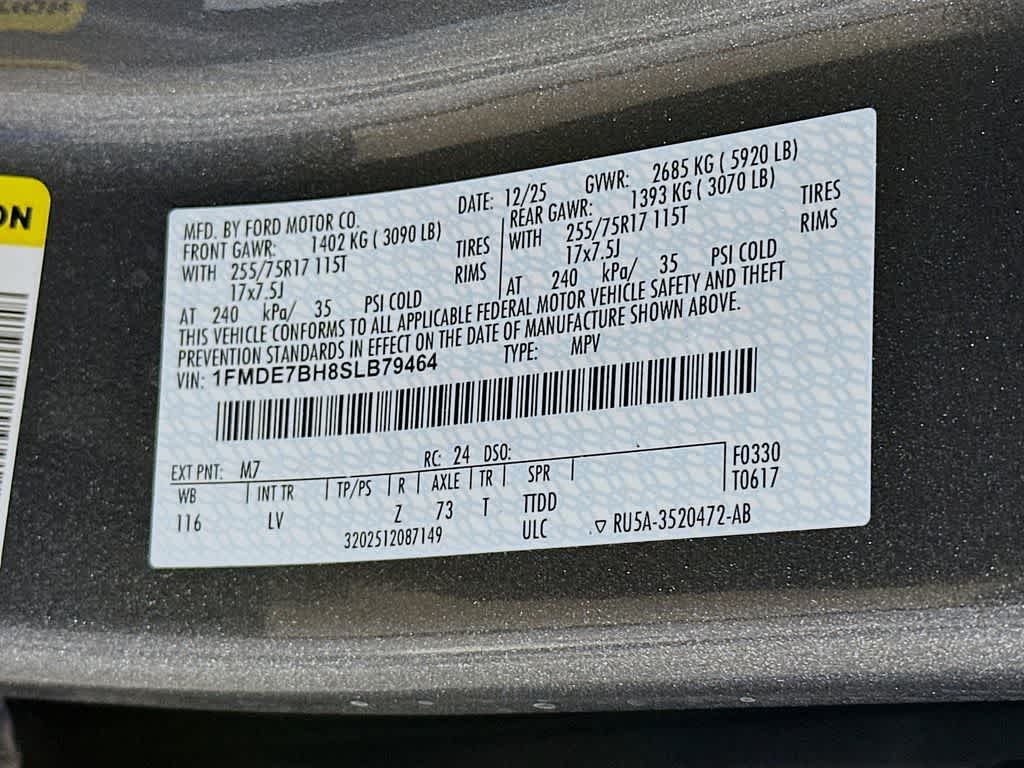 ON
MFD. BY FORD MOTOR CO.
DATE: 12/25
GVWR: 2685 KG ( 5920 LB)
FRONT GAWR: 1402 KG ( 3090 LB)
WITH 255/75R17 115T TIRES
17x7.5J RIMS
AT 240 kPa/ 35 PSI COLD
REAR GAWR: 1393 KG ( 3070 LB)
WITH 255/75R17 115T TIRES
17x7.5J RIMS
AT 240 kPa/ 35 PSI COLD
THIS VEHICLE CONFORMS TO ALL APPLICABLE FEDERAL MOTOR VEHICLE SAFETY AND THEFT
PREVENTION STANDARDS IN EFFECT ON THE DATE OF MANUFACTURE SHOWN ABOVE.
VIN: 1FMDE7BH8SLB79464
TYPE: MPV
EXT PNT: M7 RC: 24 DSO:
WB INT TR TP/PS R AXLE TR SPR
116 LV Z 73 T TTDD
3202512087149 ULC
F0330
T0617
▽ RU5A-3520472-AB